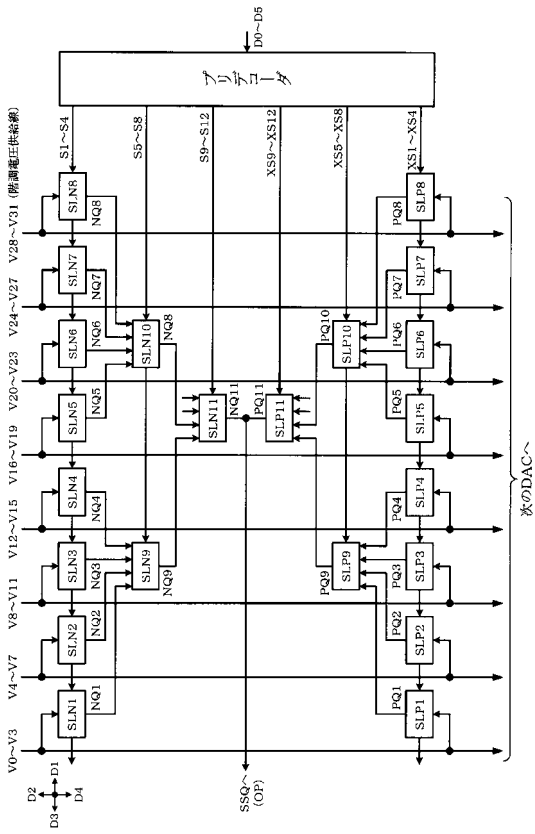 V0~V3
V4~V7
V8~V11
V12~V15
V16~V19
V20~V23
V24~V27
V28~V31 (階調電圧供給線)
D2
D3
D1
D4
SLN1
SLN2
SLN3
SLN4
SLN5
SLN6
SLN7
SLN8
S1~S4
NQ1
NQ2
NQ3
NQ4
NQ5
NQ6
NQ7
NQ8
SLN9
SLN10
S5~S8
NQ9
NQ8
SLN11
S9~S12
NQ11
SSQへ
(OP)
プリデコーダ
D0~D5
PQ11
SLP11
XS9~XS12
PQ9
PQ10
SLP9
SLP10
XS5~XS8
PQ1
PQ2
PQ3
PQ4
PQ5
PQ6
PQ7
PQ8
SLP1
SLP2
SLP3
SLP4
SLP5
SLP6
SLP7
SLP8
XS1~XS4
次のDACへ